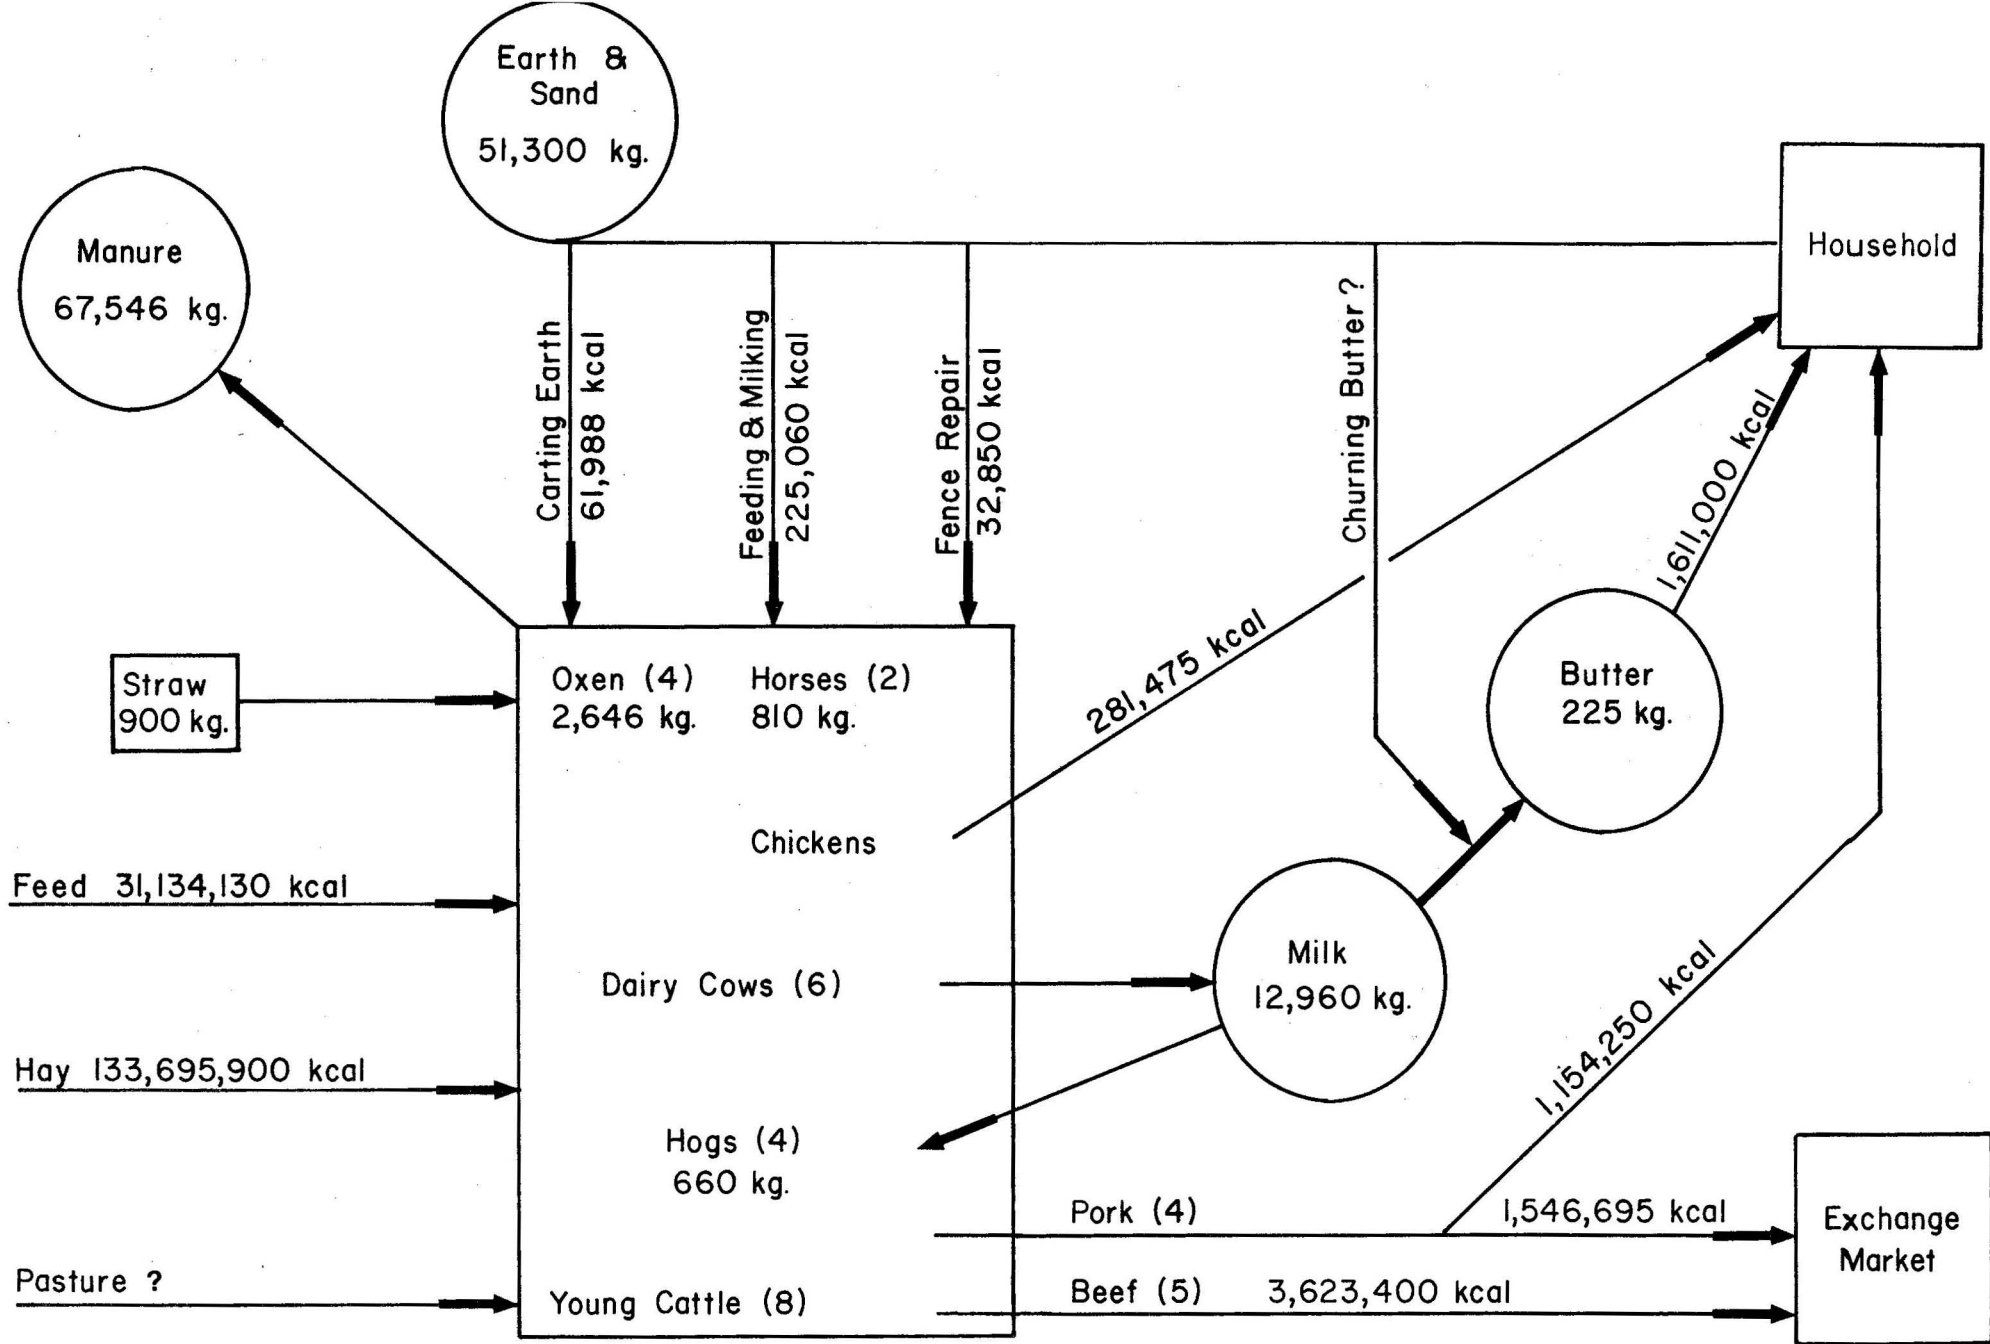 Earth &
Sand
51,300 kg.
Manure
67,546 kg.
Household
Carting Earth
61,988 kcal
Feeding & Milking
225,060 kcal
Fence Repair
32,850 kcal
Churning Butter?
1,611,000 kcal
281,475 kcal
Straw
900 kg.
Oxen (4)
2,646 kg.
Horses (2)
810 kg.
Butter
225 kg.
Chickens
Feed 31,134,130 kcal
Dairy Cows (6)
Milk
12,960 kg.
1,154,250 kcal
Hay 133,695,900 kcal
Hogs (4)
660 kg.
Pork (4) 1,546,695 kcal
Exchange
Market
Pasture ?
Young Cattle (8)
Beef (5) 3,623,400 kcal